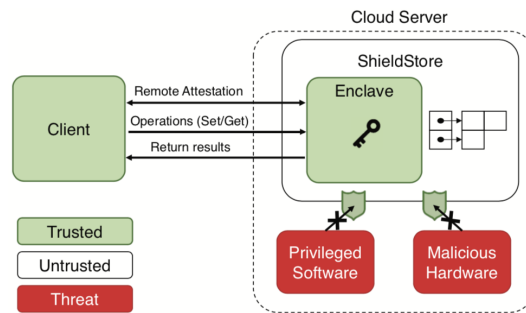 Cloud Server
ShieldStore
Remote Attestation
Enclave
Client
Operations (Set/Get)
Return results
Trusted
Untrusted
Threat
Privileged
Software
Malicious
Hardware